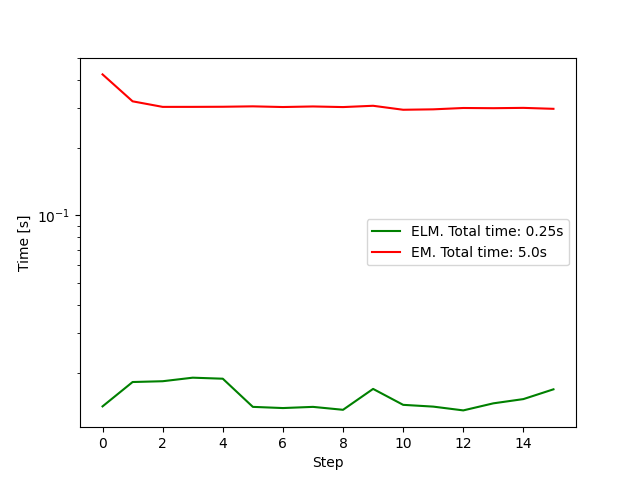 Time [s]
10⁻¹
ELM. Total time: 0.25s
EM. Total time: 5.0s
0 2 4 6 8 10 12 14
Step